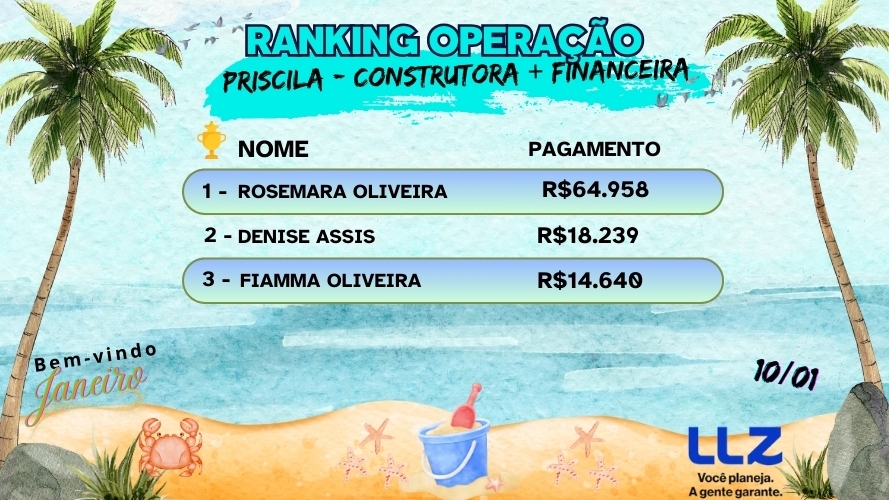 RANKING OPERAÇÃO
PRISCILA - CONSTRUTORA + FINANCEIRA
NOME PAGAMENTO
1 - ROSEMARA OLIVEIRA R$64.958
2 - DENISE ASSIS R$18.239
3 - FIAMMA OLIVEIRA R$14.640
Bem-vindo
Janeiro
10/01
LLZ
Você planeja.
A gente garante.